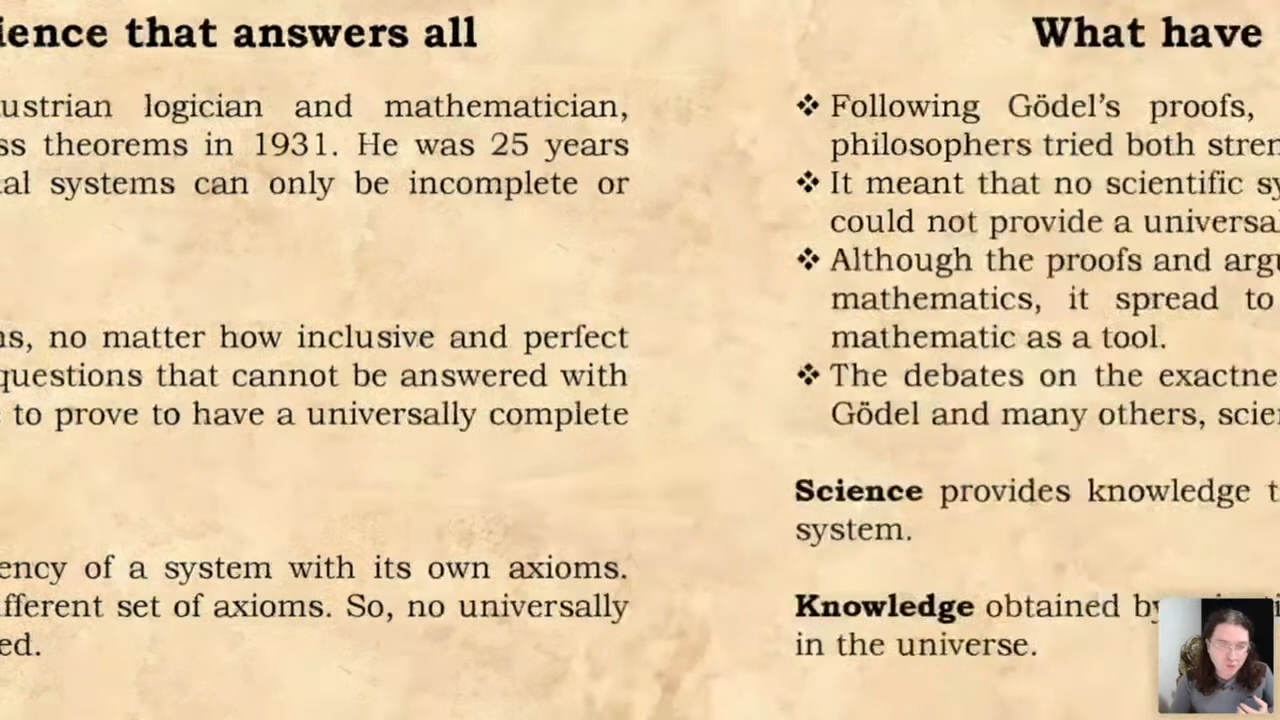 ience that answers all
ustrian logician and mathematician,
ss theorems in 1931. He was 25 years
al systems can only be incomplete or
ns, no matter how inclusive and perfect
questions that cannot be answered with
to prove to have a universally complete
ency of a system with its own axioms.
ifferent set of axioms. So, no universally
ed.
What have
❖ Following Gödel's proofs,
philosophers tried both stren
❖ It meant that no scientific sy
could not provide a universa
❖ Although the proofs and argu
mathematics, it spread to
mathematic as a tool.
❖ The debates on the exactne
Gödel and many others, scie
Science provides knowledge t
system.
Knowledge obtained by
in the universe.